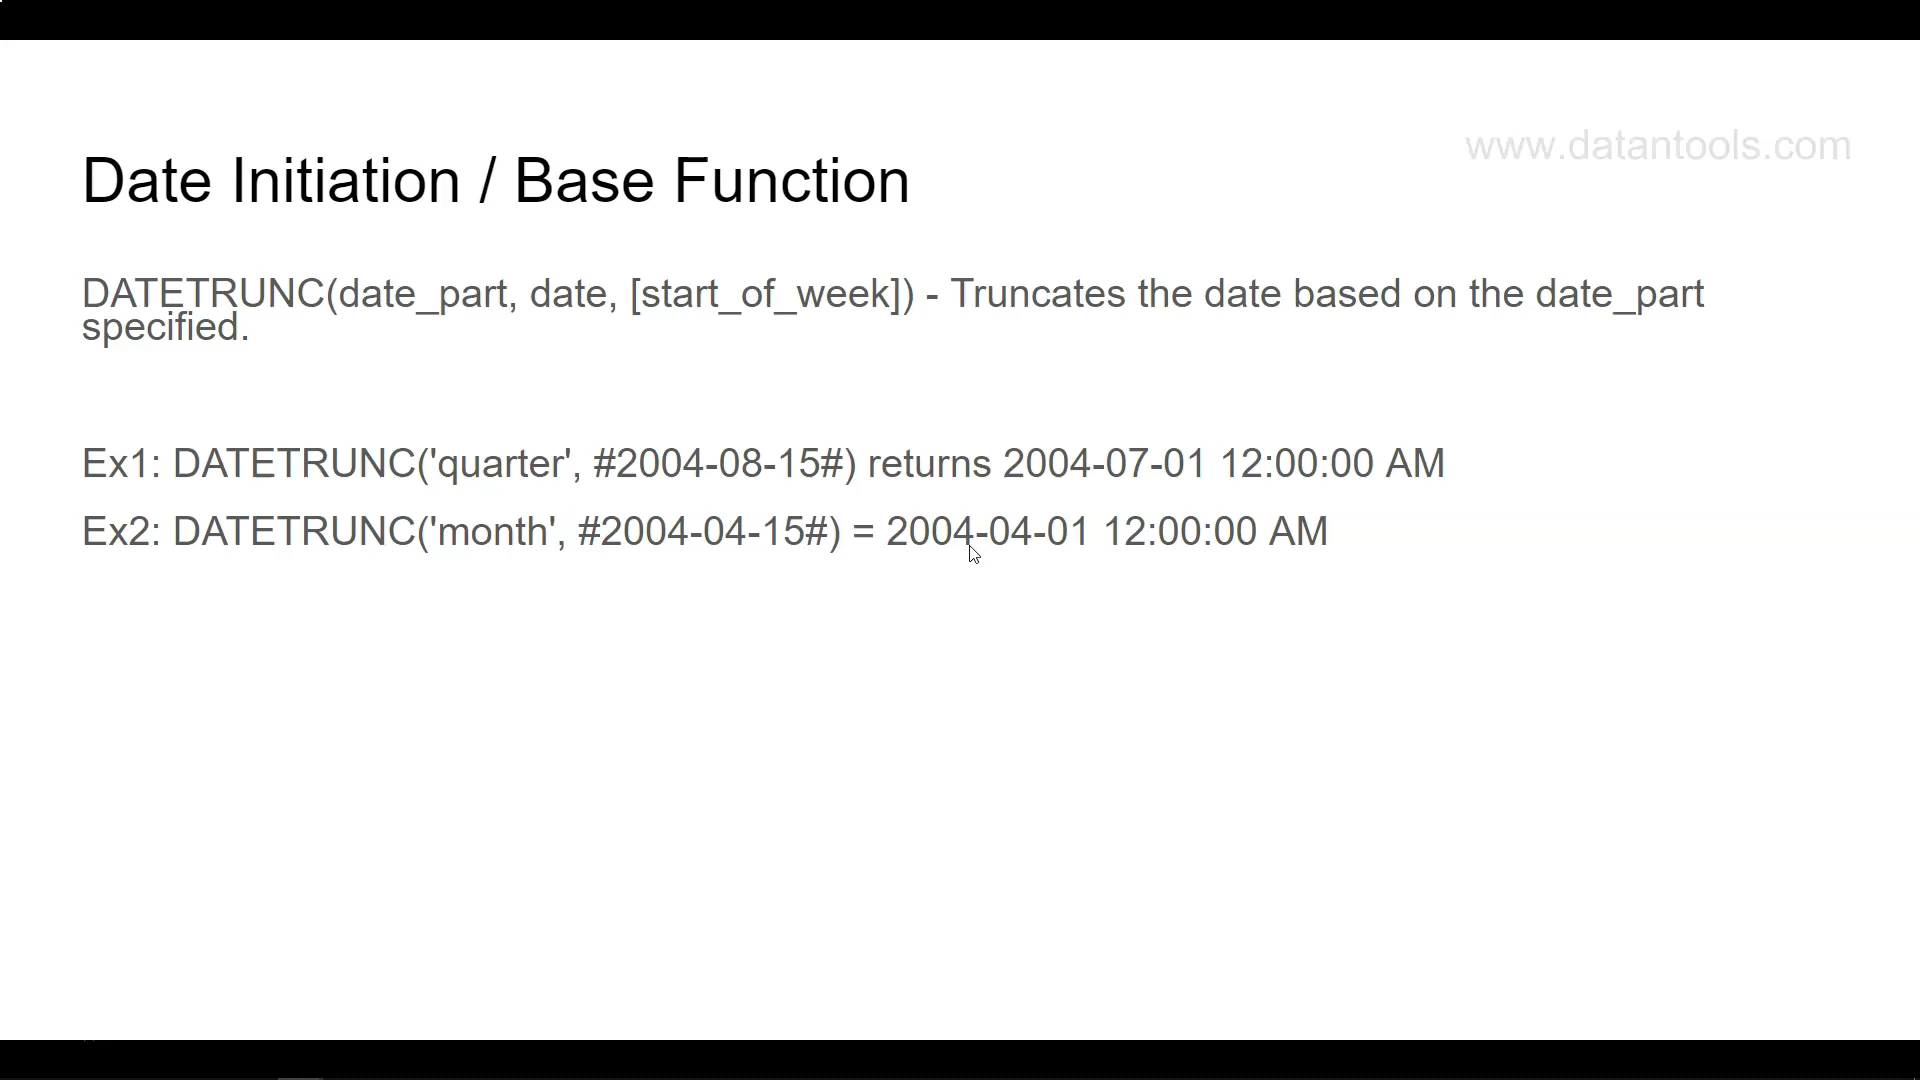 www.datantools.com
Date Initiation / Base Function
DATETRUNC(date_part, date, [start_of_week]) - Truncates the date based on the date_part
specified.
Ex1: DATETRUNC('quarter', #2004-08-15#) returns 2004-07-01 12:00:00 AM
Ex2: DATETRUNC('month', #2004-04-15#) = 2004-04-01 12:00:00 AM